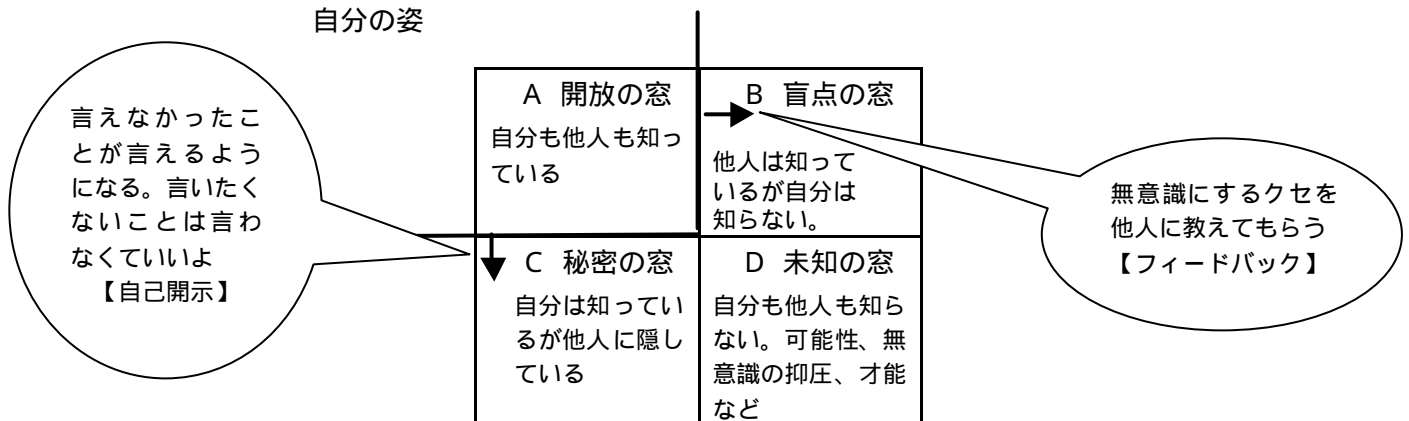 自分の姿
言えなかったこ
とが言えるよう
になる。言いたく
ないことは言わ
なくていいよ
【自己開示】
A 開放の窓
自分も他人も知っ
ている
B 盲点の窓
他人は知って
いるが自分は
知らない。
無意識にするクセを
他人に教えてもらう
【フィードバック】
C 秘密の窓
自分は知ってい
るが他人に隠し
ている
D 未知の窓
自分も他人も知ら
ない。可能性、無
意識の抑圧、才能
など